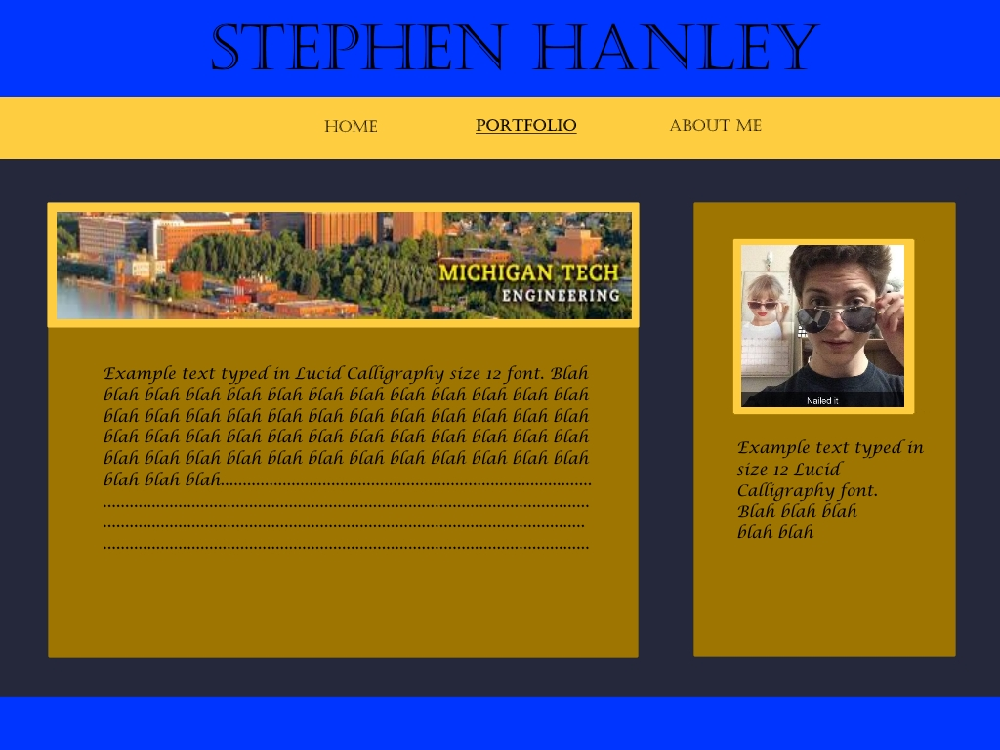 STEPHEN HANLEY
HOME PORTFOLIO ABOUT ME
MICHIGAN TECH
ENGINEERING
Example text typed in Lucid Calligraphy size 12 font. Blah
blah blah blah blah blah blah blah blah blah blah blah blah
blah blah blah blah blah blah blah blah blah blah blah blah
blah blah blah blah blah blah blah blah blah blah blah blah
blah blah blah blah blah blah blah blah blah blah blah blah
blah blah blah....................................................................................
..............................................................................................................
.............................................................................................................
..............................................................................................................
Nailed it
Example text typed in
size 12 Lucid
Calligraphy font.
Blah blah blah
blah blah